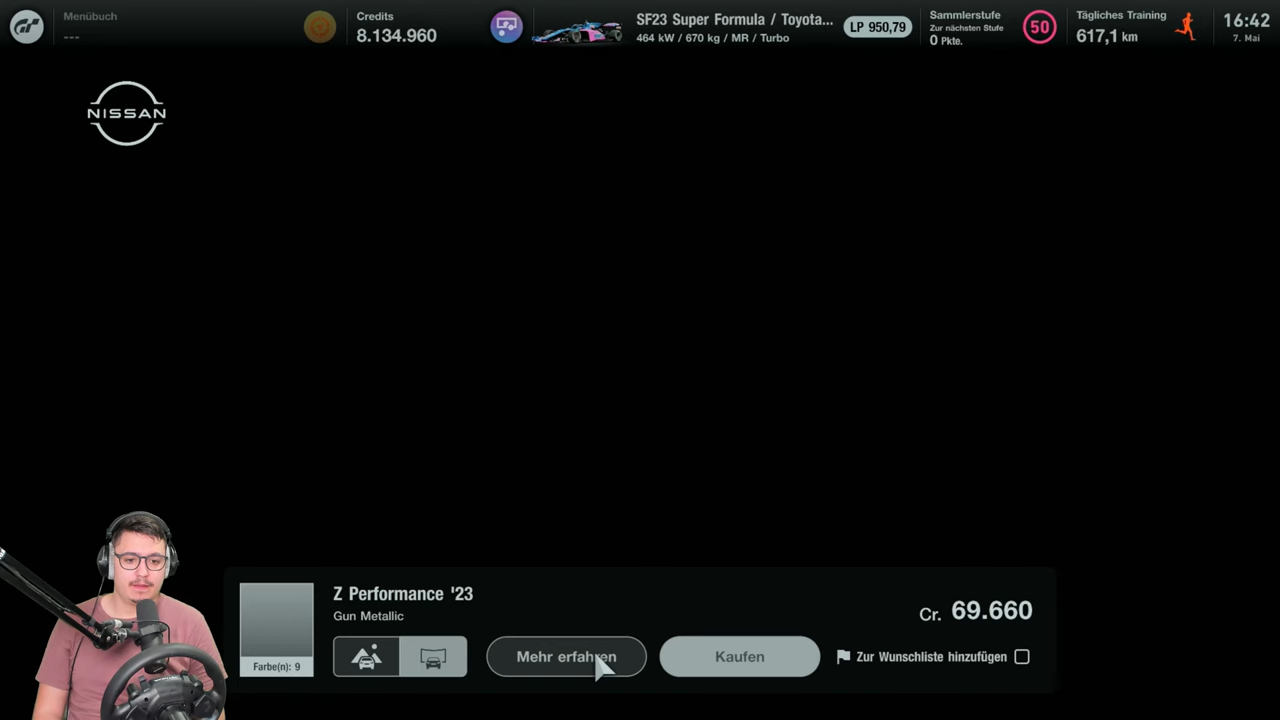 Menübuch
---
Credits
8.134.960
SF23 Super Formula / Toyota...
464 kW / 670 kg / MR / Turbo
LP 950,79
Sammlerstufe
Zur nächsten Stufe
0 Pkte.
50
Tägliches Training
617,1 km
16:42
7. Mai
NISSAN
Z Performance '23
Gun Metallic
Farbe(n): 9
Cr. 69.660
Mehr erfahren
Kaufen
Zur Wunschliste hinzufügen